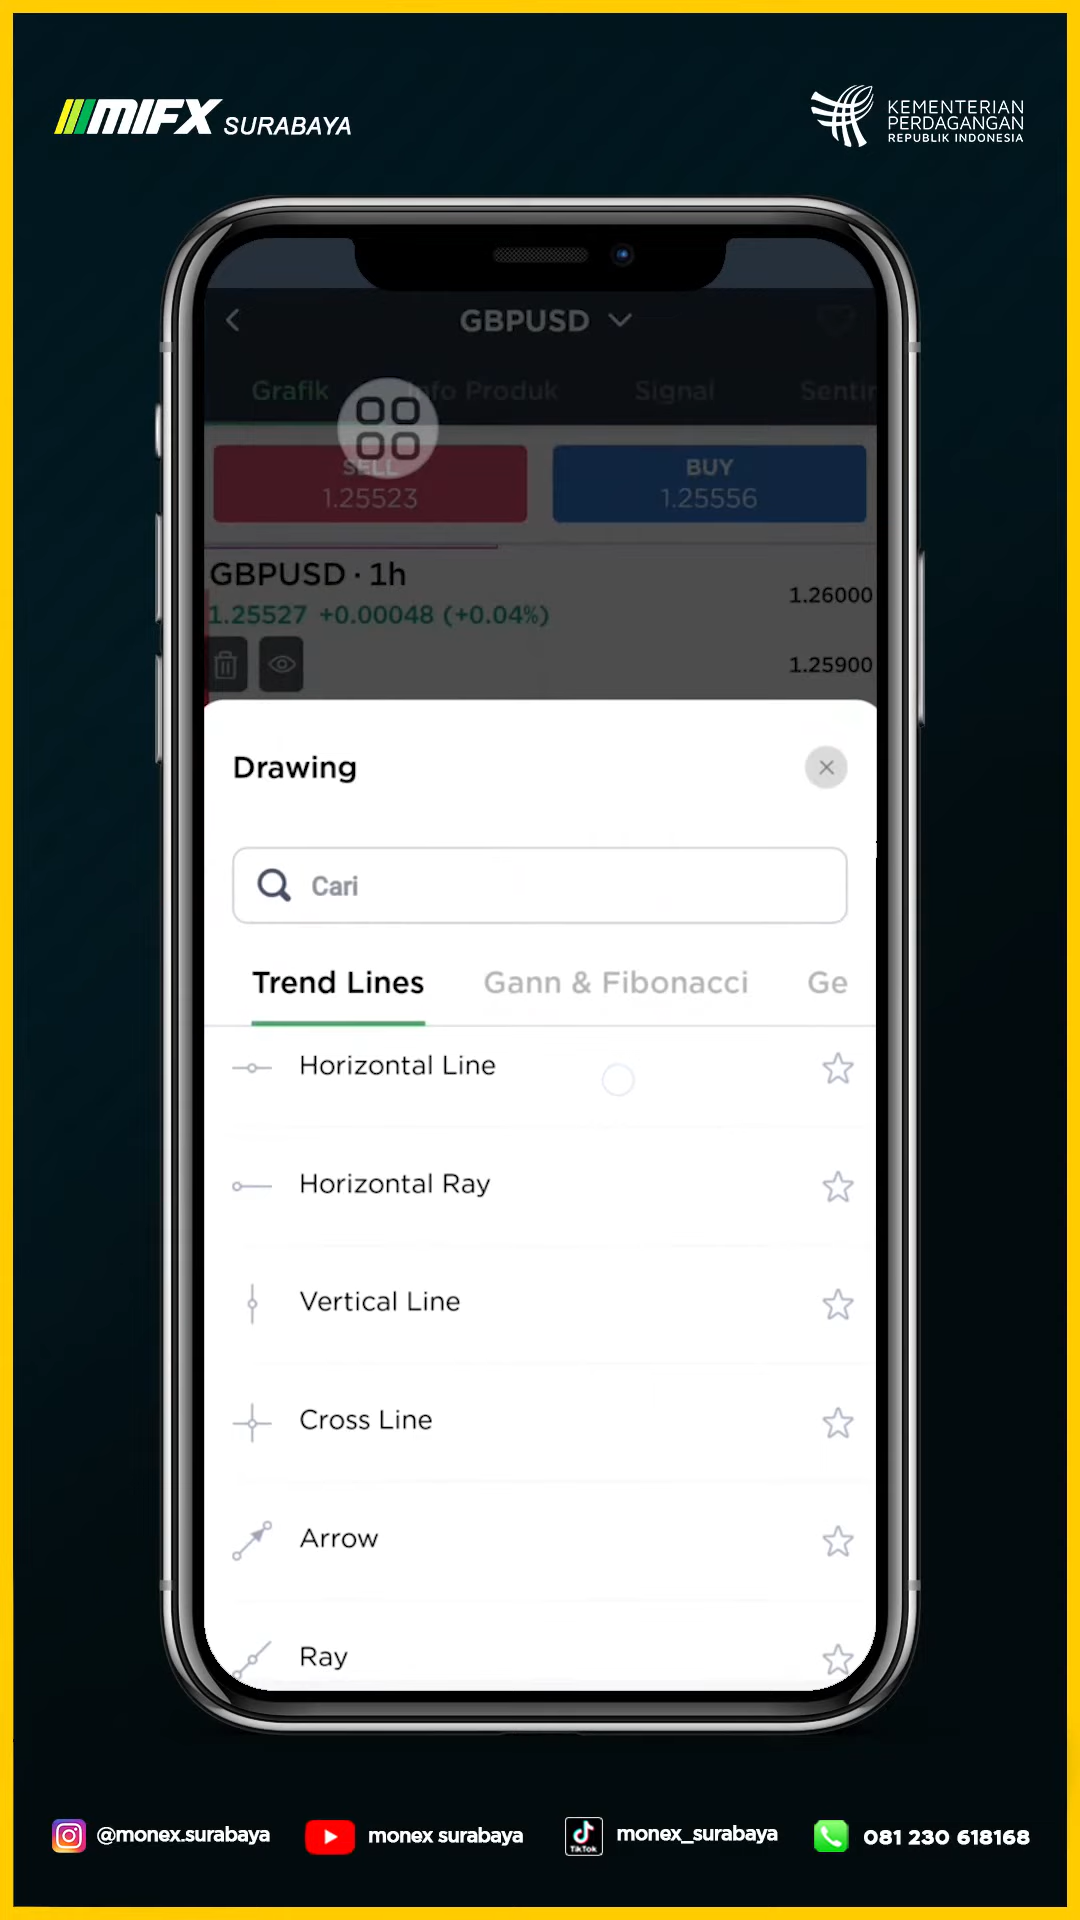 MIFX SURABAYA
KEMENTERIAN
PERDAGANGAN
REPUBLIK INDONESIA
GBPUSD
Grafik
Info Produk
Signal
Sentir
SELL
1.25523
BUY
1.25556
GBPUSD · 1h
1.26000
1.25527 +0.00048 (+0.04%)
1.25900
Drawing
Cari
Trend Lines
Gann & Fibonacci
Ge
Horizontal Line
Horizontal Ray
Vertical Line
Cross Line
Arrow
Ray
@monex.surabaya
monex surabaya
TikTok
monex_surabaya
081 230 618168